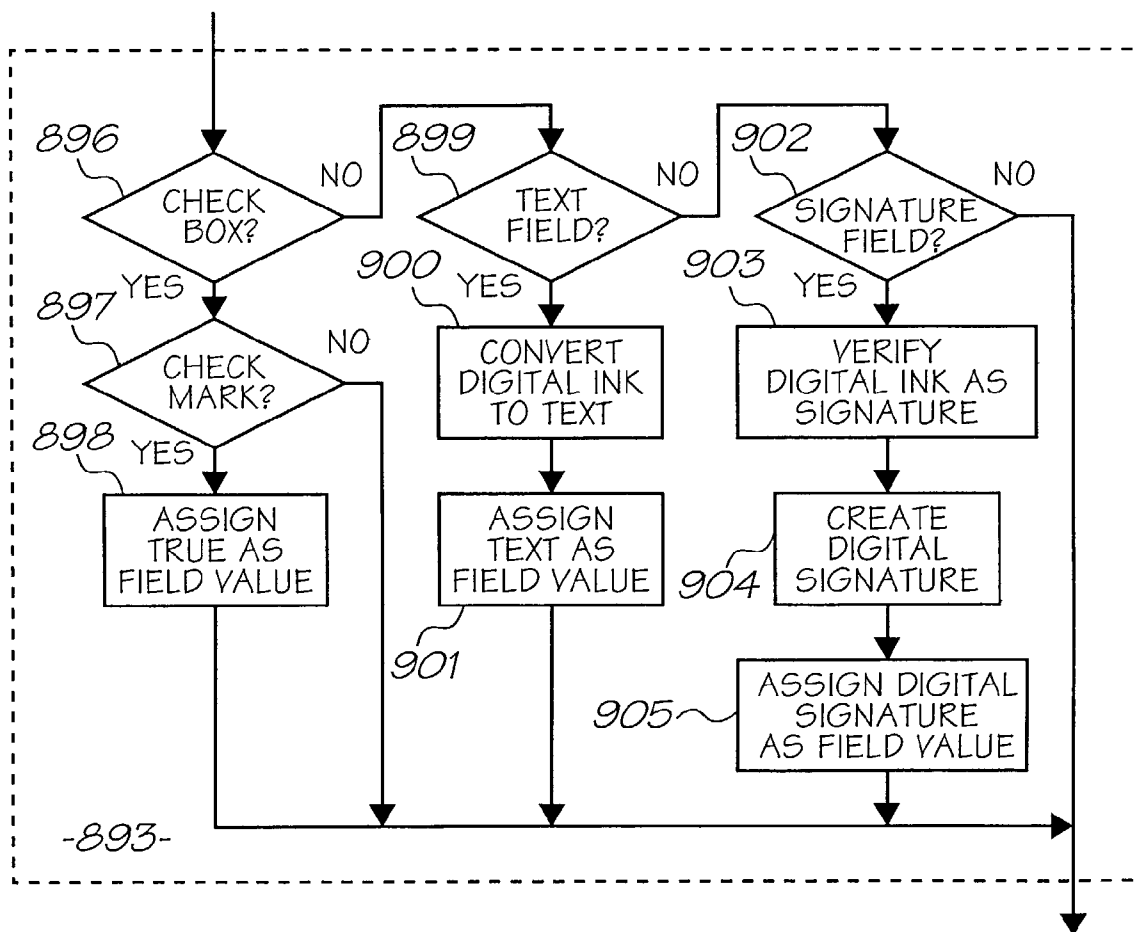 896
CHECK
BOX?
NO
YES
897
CHECK
MARK?
NO
YES
898
ASSIGN
TRUE AS
FIELD VALUE
899
TEXT
FIELD?
NO
YES
900
CONVERT
DIGITAL INK
TO TEXT
ASSIGN
TEXT AS
FIELD VALUE
901
902
SIGNATURE
FIELD?
NO
YES
903
VERIFY
DIGITAL INK AS
SIGNATURE
CREATE
DIGITAL
SIGNATURE
904
ASSIGN DIGITAL
SIGNATURE
AS FIELD VALUE
905
-893-